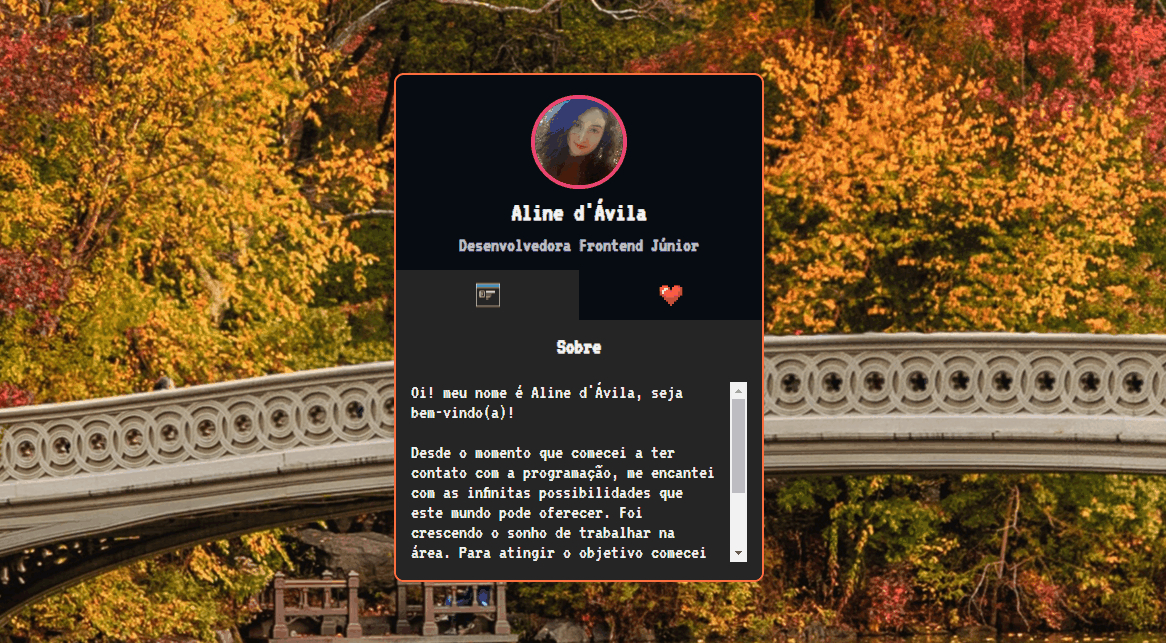 Aline d'Ávila
Desenvolvedora Frontend Júnior
Sobre
Oi! meu nome é Aline d'Ávila, seja
bem-vindo(a)!
Desde o momento que comecei a ter
contato com a programação, me encantei
com as infinitas possibilidades que
este mundo pode oferecer. Foi
crescendo o sonho de trabalhar na
área. Para atingir o objetivo comecei